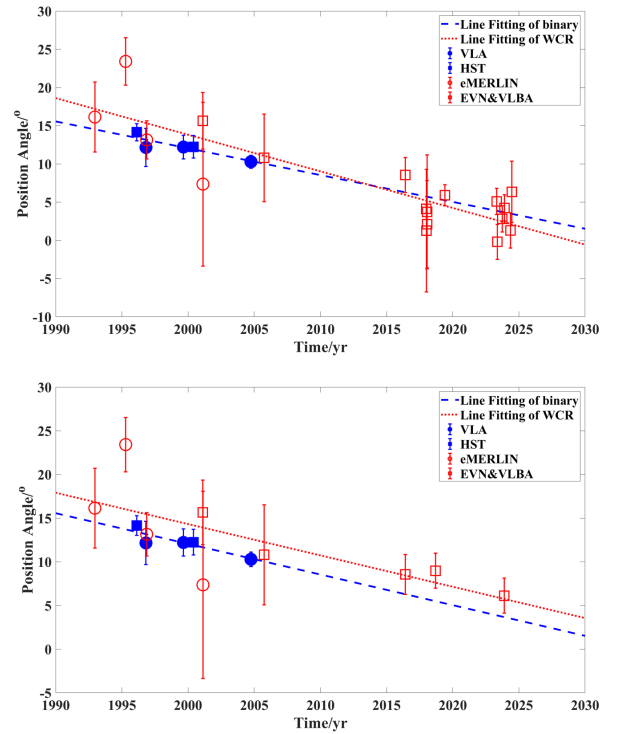 30
25
20
15
10
5
0
-5
-10
Position Angle/°
1990 1995 2000 2005 2010 2015 2020 2025 2030
Time/yr
Line Fitting of binary
Line Fitting of WCR
VLA
HST
eMERLIN
EVN&VLBA
30
25
20
15
10
5
0
-5
Position Angle/°
1990 1995 2000 2005 2010 2015 2020 2025 2030
Time/yr
Line Fitting of binary
Line Fitting of WCR
VLA
HST
eMERLIN
EVN&VLBA